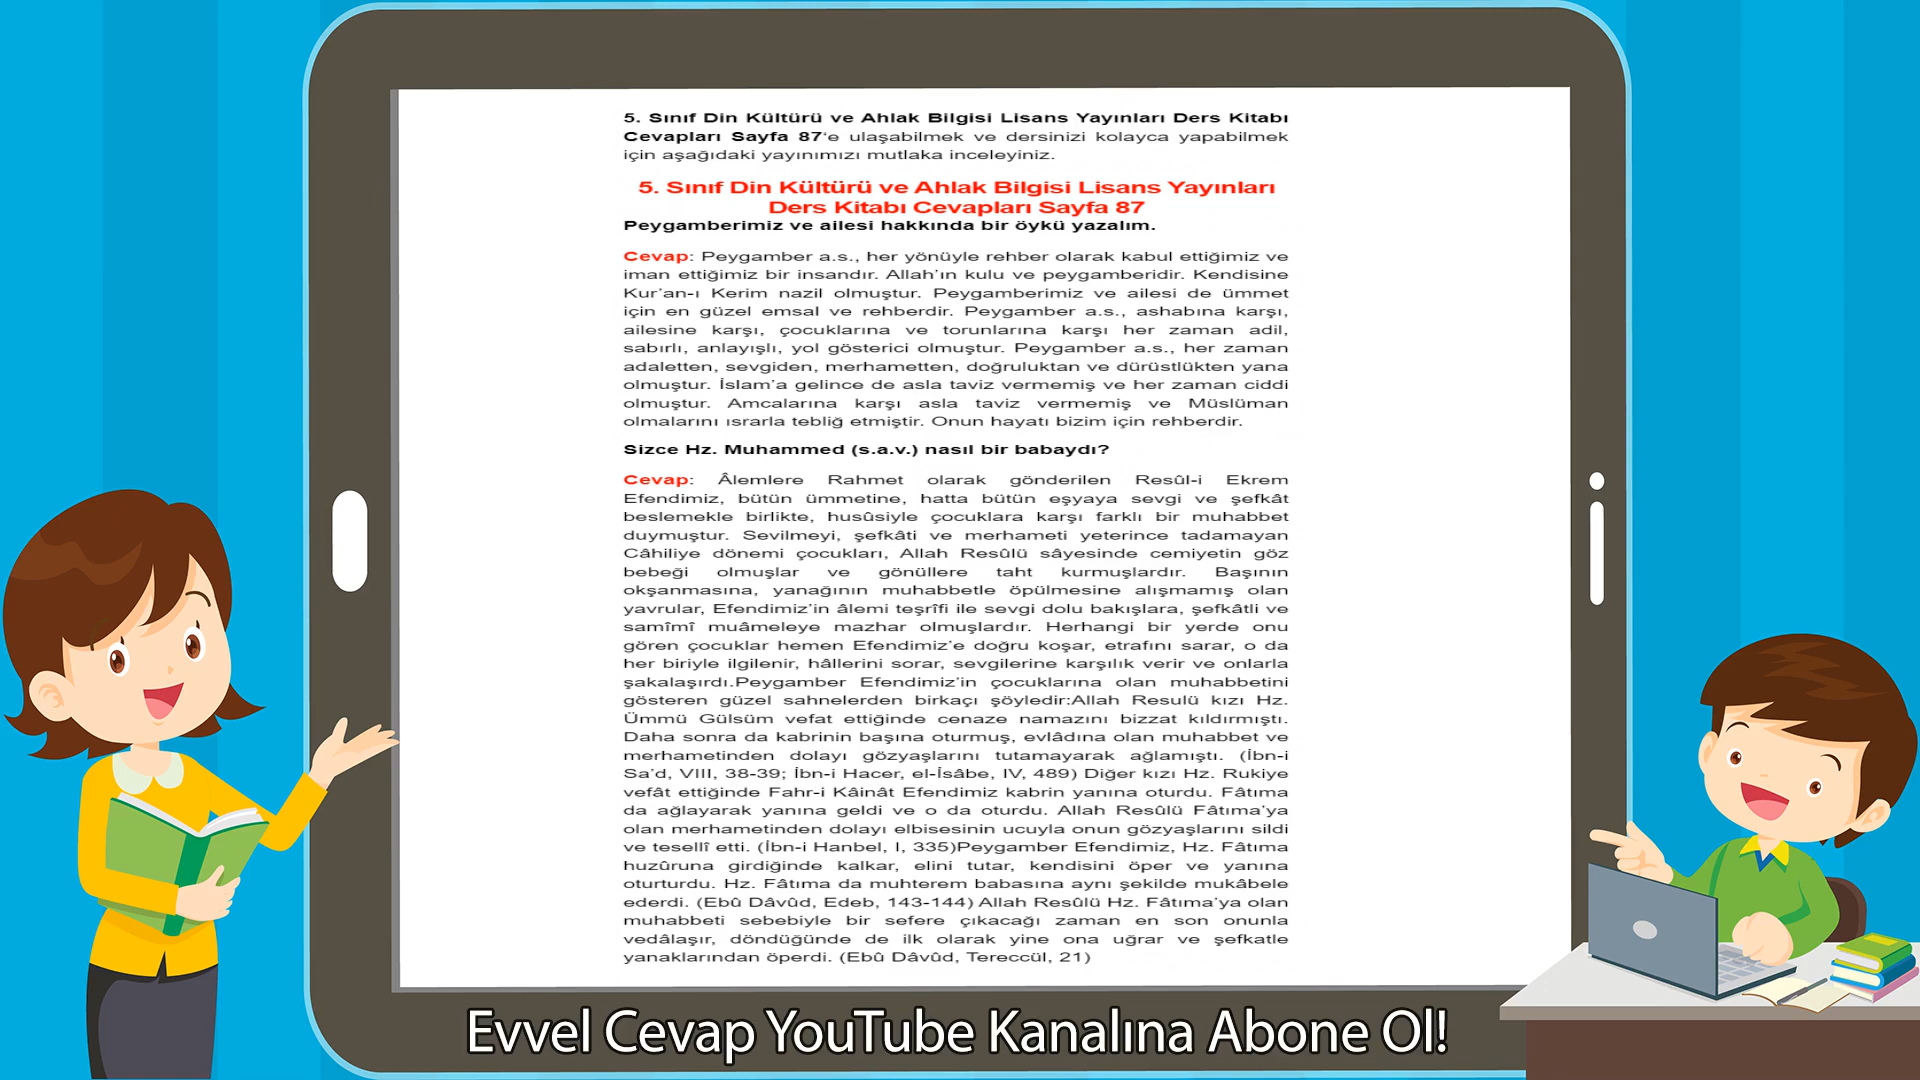 5. Sınıf Din Kültürü ve Ahlak Bilgisi Lisans Yayınları Ders Kitabı
Cevapları Sayfa 87'e ulaşabilmek ve dersinizi kolayca yapabilmek
için aşağıdaki yayınımızı mutlaka inceleyiniz.
5. Sınıf Din Kültürü ve Ahlak Bilgisi Lisans Yayınları
Ders Kitabı Cevapları Sayfa 87
Peygamberimiz ve ailesi hakkında bir öykü yazalım.
Cevap: Peygamber a.s., her yönüyle rehber olarak kabul ettiğimiz ve
iman ettiğimiz bir insandır. Allah'ın kulu ve peygamberidir. Kendisine
Kur'an-ı Kerim nazil olmuştur. Peygamberimiz ve ailesi de ümmet
için en güzel emsal ve rehberdir. Peygamber a.s., ashabına karşı,
ailesine karşı, çocuklarına ve torunlarına karşı her zaman adil,
sabırlı, anlayışlı, yol gösterici olmuştur. Peygamber a.s., her zaman
adaletten, sevgiden, merhametten, doğruluktan ve dürüstlükten yana
olmuştur. İslam'a gelince de asla taviz vermemiş ve her zaman ciddi
olmuştur. Amcalarına karşı asla taviz vermemiş ve Müslüman
olmalarını ısrarla tebliğ etmiştir. Onun hayatı bizim için rehberdir.
Sizce Hz. Muhammed (s.a.v.) nasıl bir babaydı?
Cevap: Âlemlere Rahmet olarak gönderilen Resûl-i Ekrem
Efendimiz, bütün ümmetine, hatta bütün eşyaya sevgi ve şefkât
beslemekle birlikte, husûsiyle çocuklara karşı farklı bir muhabbet
duymuştur. Sevilmeyi, şefkâti ve merhameti yeterince tadamayan
Câhiliye dönemi çocukları, Allah Resûlü sâyesinde cemiyetin göz
bebeği olmuşlar ve gönüllere taht kurmuşlardır. Başının
okşanmasına, yanağının muhabbetle öpülmesine alışmamış olan
yavrular, Efendimiz'in âlemi teşrîfi ile sevgi dolu bakışlara, şefkâtli ve
samîmî muâmeleye mazhar olmuşlardır. Herhangi bir yerde onu
gören çocuklar hemen Efendimiz'e doğru koşar, etrafını sarar, o da
her biriyle ilgilenir, hâllerini sorar, sevgilerine karşılık verir ve onlarla
şakalaşırdı.Peygamber Efendimiz'in çocuklarına olan muhabbetini
gösteren güzel sahnelerden birkaçı şöyledir:Allah Resulü kızı Hz.
Ümmü Gülsüm vefat ettiğinde cenaze namazını bizzat kıldırmıştı.
Daha sonra da kabrinin başına oturmuş, evlâdına olan muhabbet ve
merhametinden dolayı gözyaşlarını tutamayarak ağlamıştı. (İbn-i
Sa'd, VIII, 38-39; İbn-i Hacer, el-İsâbe, IV, 489) Diğer kızı Hz. Rukiye
vefât ettiğinde Fahr-i Kâinât Efendimiz kabrin yanına oturdu. Fâtıma
da ağlayarak yanına geldi ve o da oturdu. Allah Resûlü Fâtıma'ya
olan merhametinden dolayı elbisesinin ucuyla onun gözyaşlarını sildi
ve tesellî etti. (İbn-i Hanbel, I, 335)Peygamber Efendimiz, Hz. Fâtıma
huzûruna girdiğinde kalkar, elini tutar, kendisini öper ve yanına
oturturdu. Hz. Fâtıma da muhterem babasına aynı şekilde mukâbele
ederdi. (Ebû Dâvûd, Edeb, 143-144) Allah Resûlü Hz. Fâtıma'ya olan
muhabbeti sebebiyle bir sefere çıkacağı zaman en son onunla
vedâlaşır, döndüğünde de ilk olarak yine ona uğrar ve şefkatle
yanaklarından öperdi. (Ebû Dâvûd, Tereccül, 21)
Evvel Cevap YouTube Kanalına Abone Ol!